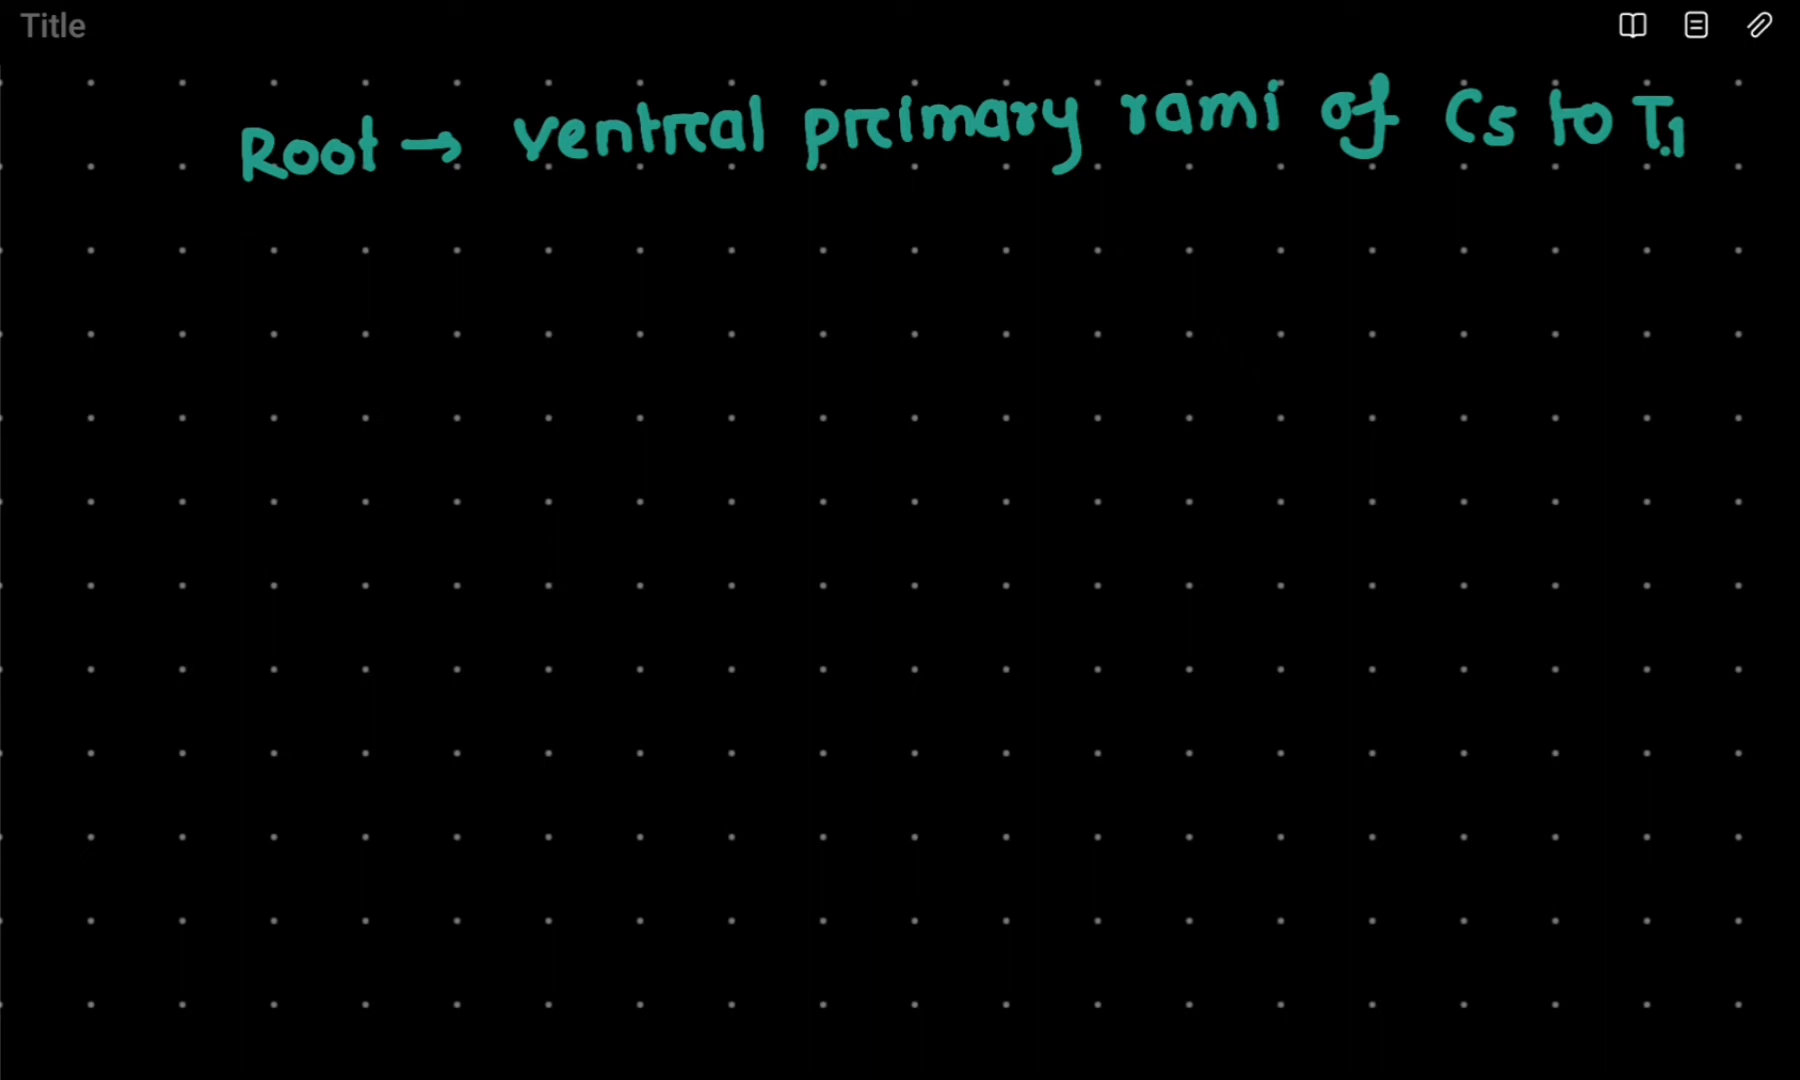 Title
Root → ventral primary rami of C5 to T1